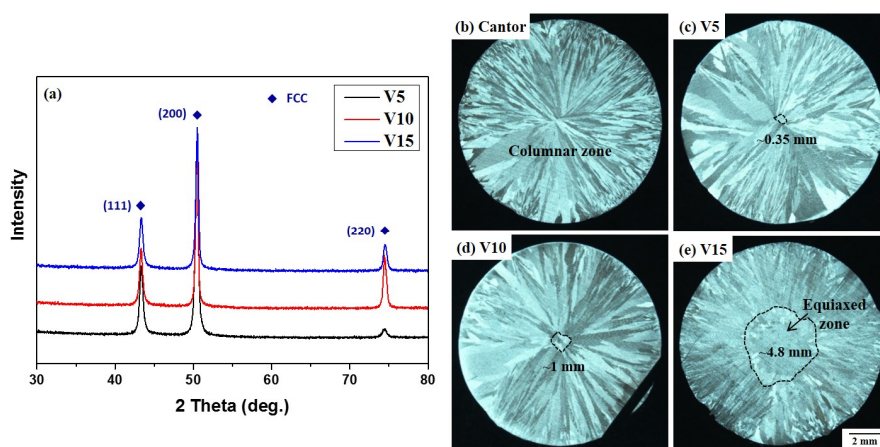 (a)
(200)
(111)
(220)
◆ FCC
V5
V10
V15
Intensity
30 40 50 60 70 80
2 Theta (deg.)
(b) Cantor
Columnar zone
(c) V5
~0.35 mm
(d) V10
~1 mm
(e) V15
Equiaxed
zone
~4.8 mm
2 mm